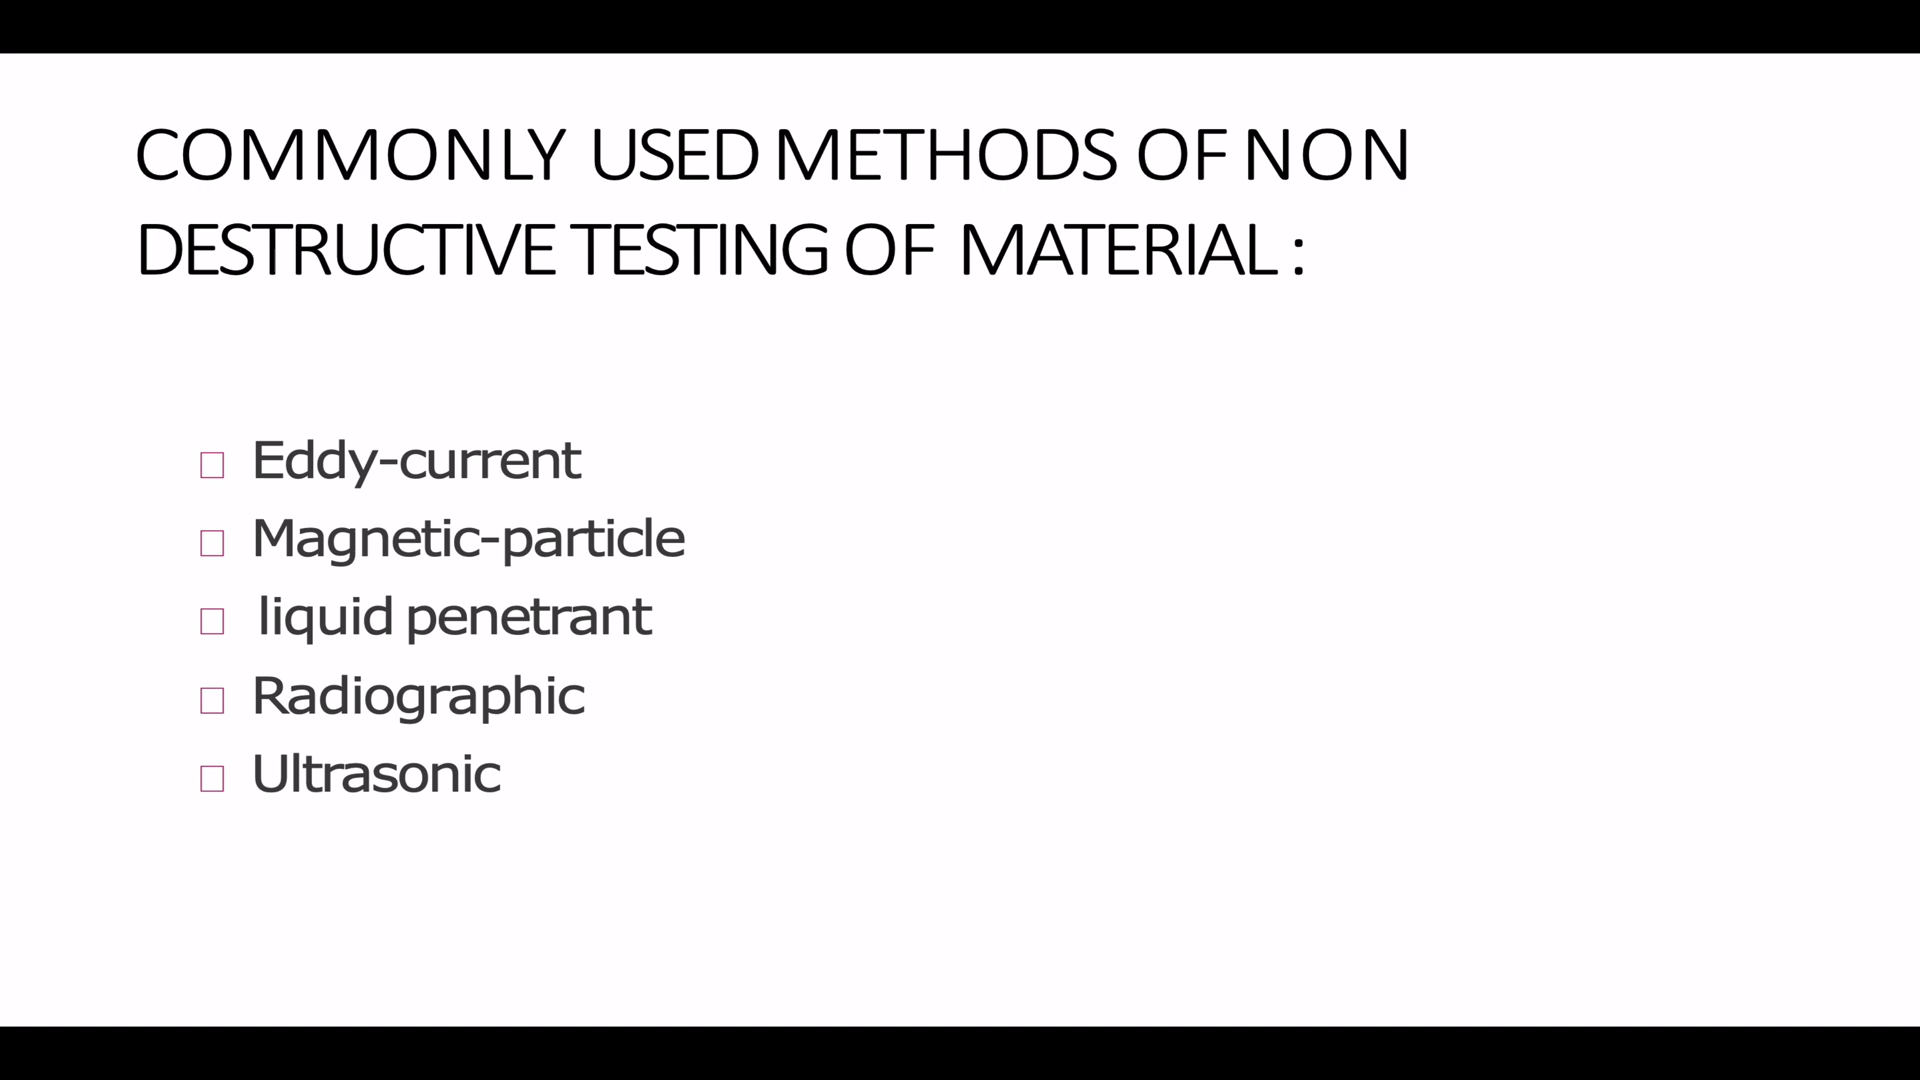 COMMONLY USED METHODS OF NON
DESTRUCTIVE TESTING OF MATERIAL :
Eddy-current
Magnetic-particle
liquid penetrant
Radiographic
Ultrasonic